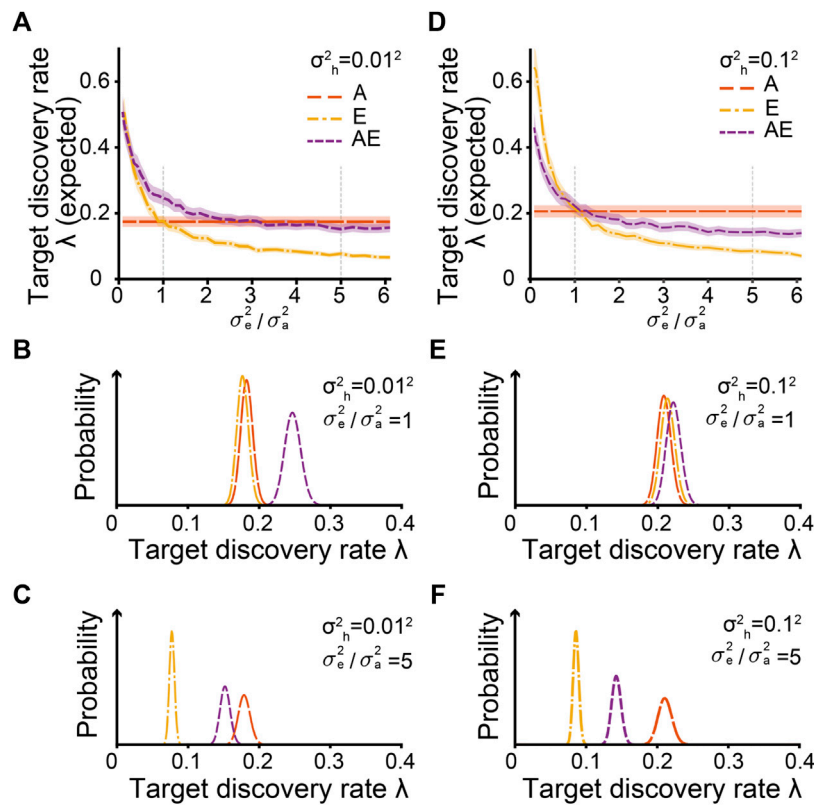 A
Target discovery rate
λ (expected)
0.6
0.4
0.2
0
0 1 2 3 4 5 6
σ²e / σ²a
σ²h=0.01²
A
E
AE
D
Target discovery rate
λ (expected)
0.6
0.4
0.2
0
0 1 2 3 4 5 6
σ²e / σ²a
σ²h=0.1²
A
E
AE
B
Probability
σ²h=0.01²
σ²e / σ²a =1
0 0.1 0.2 0.3 0.4
Target discovery rate λ
E
Probability
σ²h=0.1²
σ²e / σ²a =1
0 0.1 0.2 0.3 0.4
Target discovery rate λ
C
Probability
σ²h=0.01²
σ²e / σ²a =5
0 0.1 0.2 0.3 0.4
Target discovery rate λ
F
Probability
σ²h=0.1²
σ²e / σ²a =5
0 0.1 0.2 0.3 0.4
Target discovery rate λ